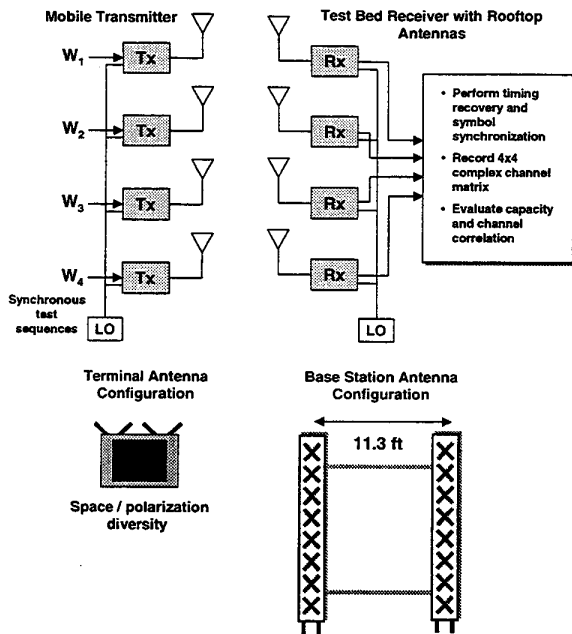 Mobile Transmitter
Test Bed Receiver with Rooftop
Antennas
W1
Tx
W2
Tx
W3
Tx
W4
Tx
Synchronous
test sequences
LO
Rx
Rx
Rx
Rx
LO
• Perform timing
recovery and
symbol
synchronization
• Record 4x4
complex channel
matrix
• Evaluate capacity
and channel
correlation
Terminal Antenna
Configuration
Space / polarization
diversity
Base Station Antenna
Configuration
11.3 ft